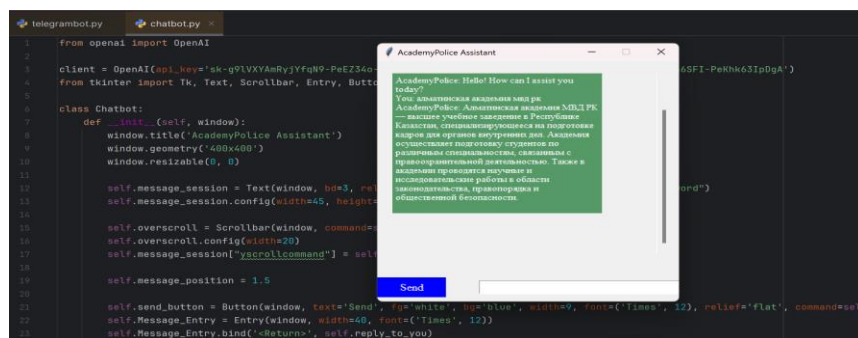 telegrambot.py
chatbot.py
1 from openai import OpenAI
2
3 client = OpenAI(api_key='
4 from tkinter import Tk, Text, Scrollbar, Entry, Butto
5
6 class Chatbot:
7 def __init__(self, window):
8 window.title('AcademyPolice Assistant')
9 window.geometry('400x400')
10 window.resizable(0, 0)
11
12 self.message_session = Text(window, bd=3, rel ord")
13 self.message_session.config(width=45, height=
14
15 self.overscroll = Scrollbar(window, command=s
16 self.overscroll.config(width=20)
17 self.message_session["yscrollcommand"] = self
18
19 self.message_position = 1.5
20
21 self.send_button = Button(window, text='Send', fg='white', bg='blue', width=9, font=('Times', 12), relief='flat', command=sel
22 self.Message_Entry = Entry(window, width=40, font=('Times', 12))
23 self.Message_Entry.bind('<Return>', self.reply_to_you)
AcademyPolice Assistant
AcademyPolice: Hello! How can I assist you
today?
You: алматинская академия мвд рк
AcademyPolice: Алматинская академия МВД РК
— высшее учебное заведение в Республике
Казахстан, специализирующееся на подготовке
кадров для органов внутренних дел. Академия
осуществляет подготовку студентов по
различным специальностям, связанным с
правоохранительной деятельностью. Также в
академии проводятся научные и
исследовательские работы в области
законодательства, правопорядка и
общественной безопасности.
Send